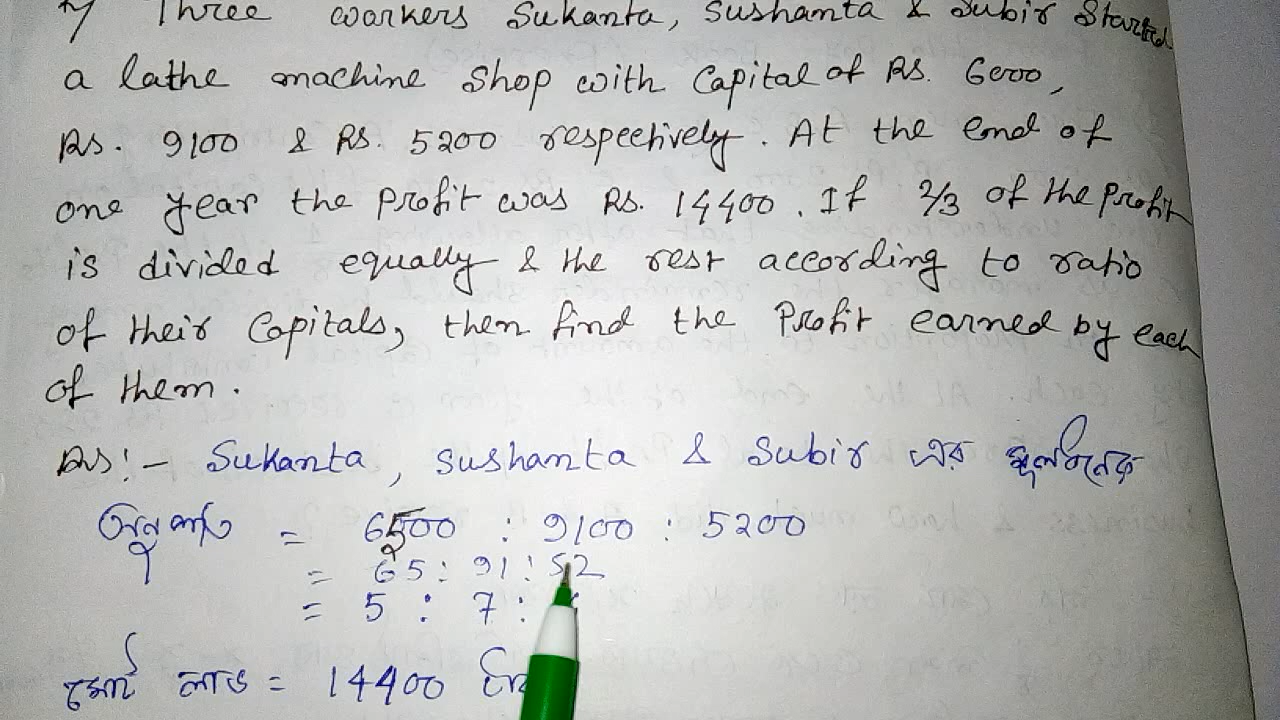 Three workers Sukanta, Sushanta & Subir started
a lathe machine shop with capital of Rs. 6000,
Rs. 9100 & Rs. 5200 respectively. At the end of
one year the profit was Rs. 14400. If 2/3 of the profit
is divided equally & the rest according to ratio
of their capitals, then find the profit earned by each
of them.
Ans:- Sukanta, Sushanta & Subir এর মূলধনের
অনুপাত = 6500 : 9100 : 5200
= 65 : 91 : 52
= 5 : 7 :
মোট লাভ = 14400